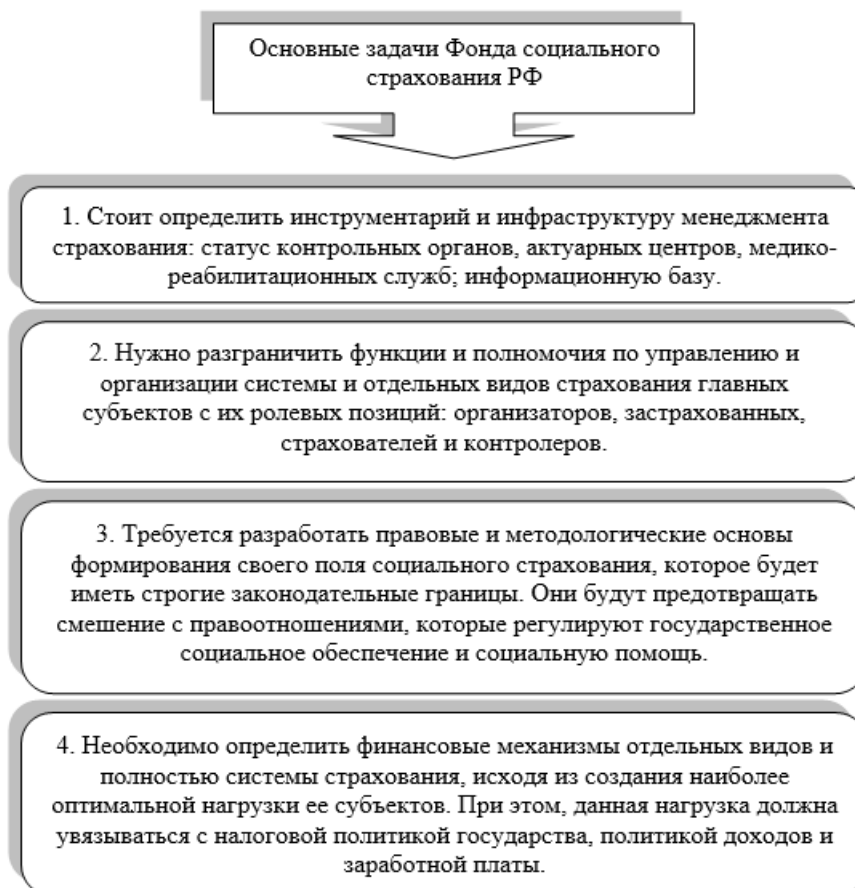 Основные задачи Фонда социального
страхования РФ
1. Стоит определить инструментарий и инфраструктуру менеджмента
страхования: статус контрольных органов, актуарных центров, медико-
реабилитационных служб; информационную базу.
2. Нужно разграничить функции и полномочия по управлению и
организации системы и отдельных видов страхования главных
субъектов с их ролевых позиций: организаторов, застрахованных,
страхователей и контролеров.
3. Требуется разработать правовые и методологические основы
формирования своего поля социального страхования, которое будет
иметь строгие законодательные границы. Они будут предотвращать
смешение с правоотношениями, которые регулируют государственное
социальное обеспечение и социальную помощь.
4. Необходимо определить финансовые механизмы отдельных видов и
полностью системы страхования, исходя из создания наиболее
оптимальной нагрузки ее субъектов. При этом, данная нагрузка должна
увязываться с налоговой политикой государства, политикой доходов и
заработной платы.